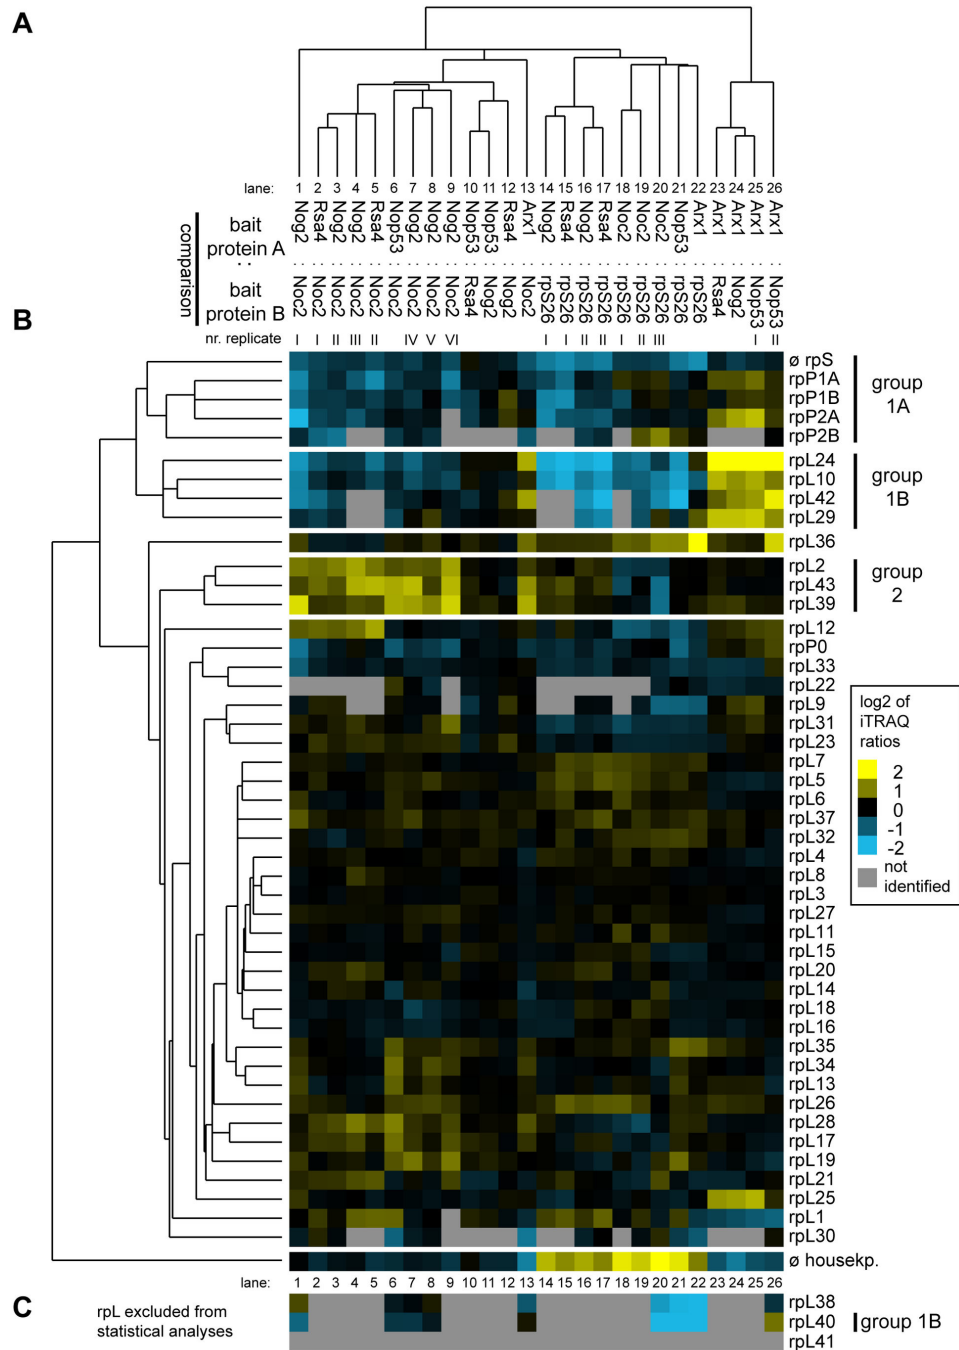 A
lane: 1 2 3 4 5 6 7 8 9 10 11 12 13 14 15 16 17 18 19 20 21 22 23 24 25 26
comparison
bait protein A
Nog2 Rsa4 Nog2 Nog2 Rsa4 Nop53 Nog2 Nog2 Nog2 Nop53 Nop53 Rsa4 Arx1 Nog2 Rsa4 Nog2 Rsa4 Noc2 Noc2 Noc2 Nop53 Arx1 Arx1 Arx1 Arx1 Arx1
: : : : : : : : : : : : : : : : : : : : : : : : : :
bait protein B
Noc2 Noc2 Noc2 Noc2 Noc2 Noc2 Noc2 Noc2 Noc2 Rsa4 Nog2 Nog2 Noc2 rpS26 rpS26 rpS26 rpS26 rpS26 rpS26 rpS26 rpS26 rpS26 Rsa4 Nog2 Nop53 Nop53
B
nr. replicate I I II III II IV V VI I I II II I II III I II
ø rpS
rpP1A
rpP1B
rpP2A
rpP2B
group 1A
rpL24
rpL10
rpL42
rpL29
group 1B
rpL36
rpL2
rpL43
rpL39
group 2
rpL12
rpP0
rpL33
rpL22
rpL9
rpL31
rpL23
rpL7
rpL5
rpL6
rpL37
rpL32
rpL4
rpL8
rpL3
rpL27
rpL11
rpL15
rpL20
rpL14
rpL18
rpL16
rpL35
rpL34
rpL13
rpL26
rpL28
rpL17
rpL19
rpL21
rpL25
rpL1
rpL30
ø housekp.
log2 of
iTRAQ
ratios
2
1
0
-1
-2
not
identified
lane: 1 2 3 4 5 6 7 8 9 10 11 12 13 14 15 16 17 18 19 20 21 22 23 24 25 26
C
rpL excluded from
statistical analyses
rpL38
rpL40
group 1B
rpL41